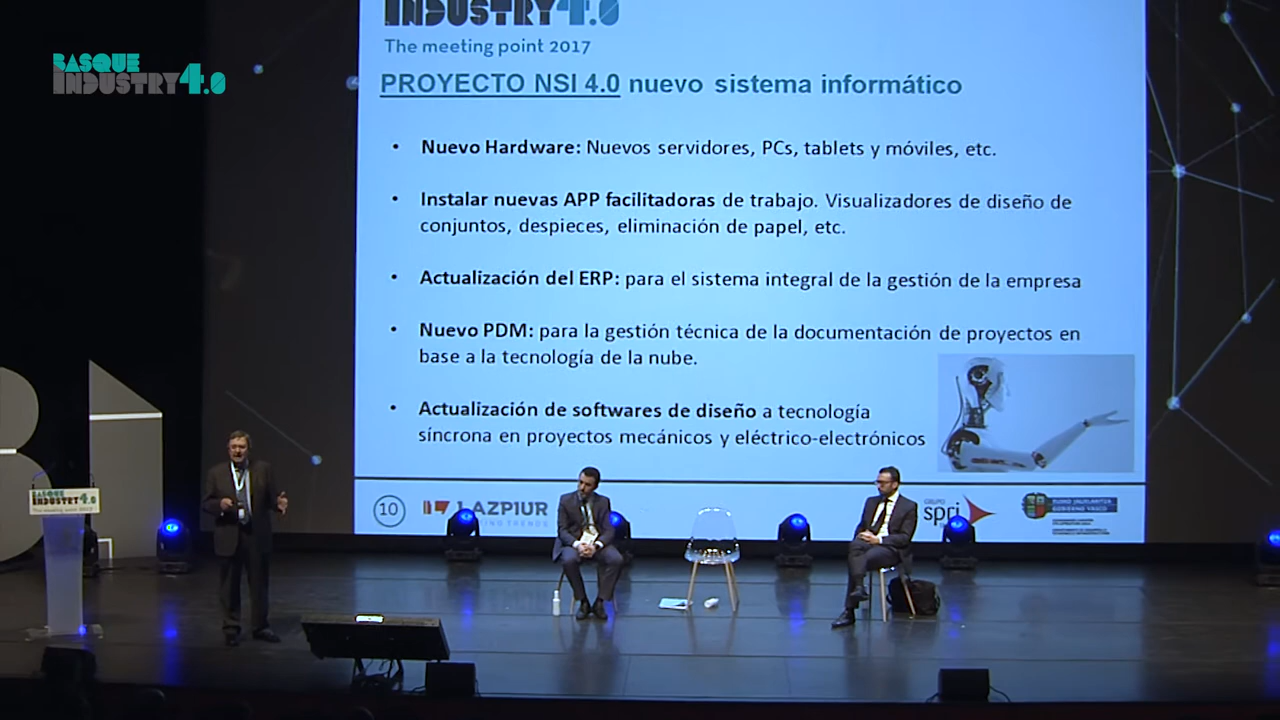 BASQUE
INDUSTRY 4.0
INDUSTRY 4.0
The meeting point 2017
PROYECTO NSI 4.0 nuevo sistema informático
• Nuevo Hardware: Nuevos servidores, PCs, tablets y móviles, etc.
• Instalar nuevas APP facilitadoras de trabajo. Visualizadores de diseño de
conjuntos, despieces, eliminación de papel, etc.
• Actualización del ERP: para el sistema integral de la gestión de la empresa
• Nuevo PDM: para la gestión técnica de la documentación de proyectos en
base a la tecnología de la nube.
• Actualización de softwares de diseño a tecnología
síncrona en proyectos mecánicos y eléctrico-electrónicos
10
LAZPIUR
TRENDS
GRUPO
spri
EUSKO JAURLARITZA
GOBIERNO VASCO
BASQUE
INDUSTRY 4.0
The meeting point 2017